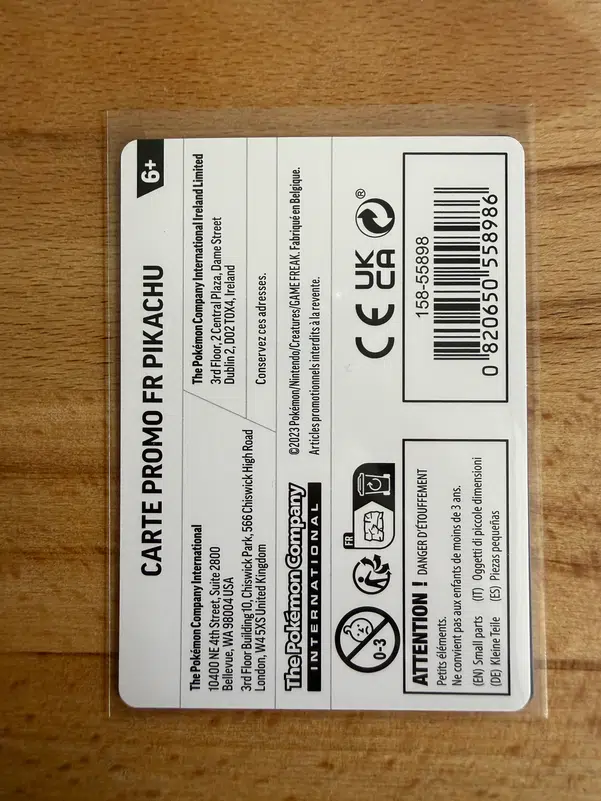 CARTE PROMO FR PIKACHU
6+
The Pokémon Company International
10400 NE 4th Street, Suite 2800
Bellevue, WA 98004 USA
3rd Floor Building 10, Chiswick Park, 566 Chiswick High Road
London, W4 5XS United Kingdom
The Pokémon Company International Ireland Limited
3rd Floor, 2 Central Plaza, Dame Street
Dublin 2, D02 T0X4, Ireland
Conservez ces adresses.
The Pokémon Company
INTERNATIONAL
©2023 Pokémon/Nintendo/Creatures/GAME FREAK. Fabriqué en Belgique.
Articles promotionnels interdits à la revente.
0-3
FR
CE
UK
CA
®
ATTENTION ! DANGER D'ÉTOUFFEMENT
Petits éléments.
Ne convient pas aux enfants de moins de 3 ans.
(EN) Small parts (IT) Oggetti di piccole dimensioni
(DE) Kleine Teile (ES) Piezas pequeñas
158-55898
0 820650 558986